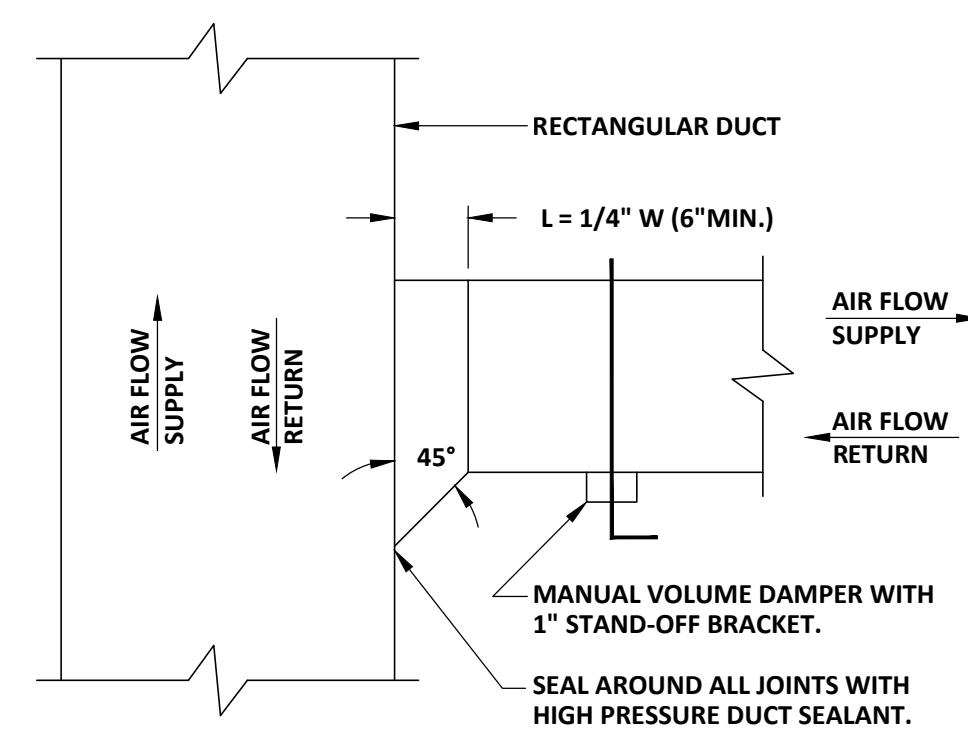 RECTANGULAR DUCT
L = 1/4" W (6"MIN.)
AIR FLOW
SUPPLY
AIR FLOW
RETURN
AIR FLOW
SUPPLY
AIR FLOW
RETURN
45°
MANUAL VOLUME DAMPER WITH
1" STAND-OFF BRACKET.
SEAL AROUND ALL JOINTS WITH
HIGH PRESSURE DUCT SEALANT.